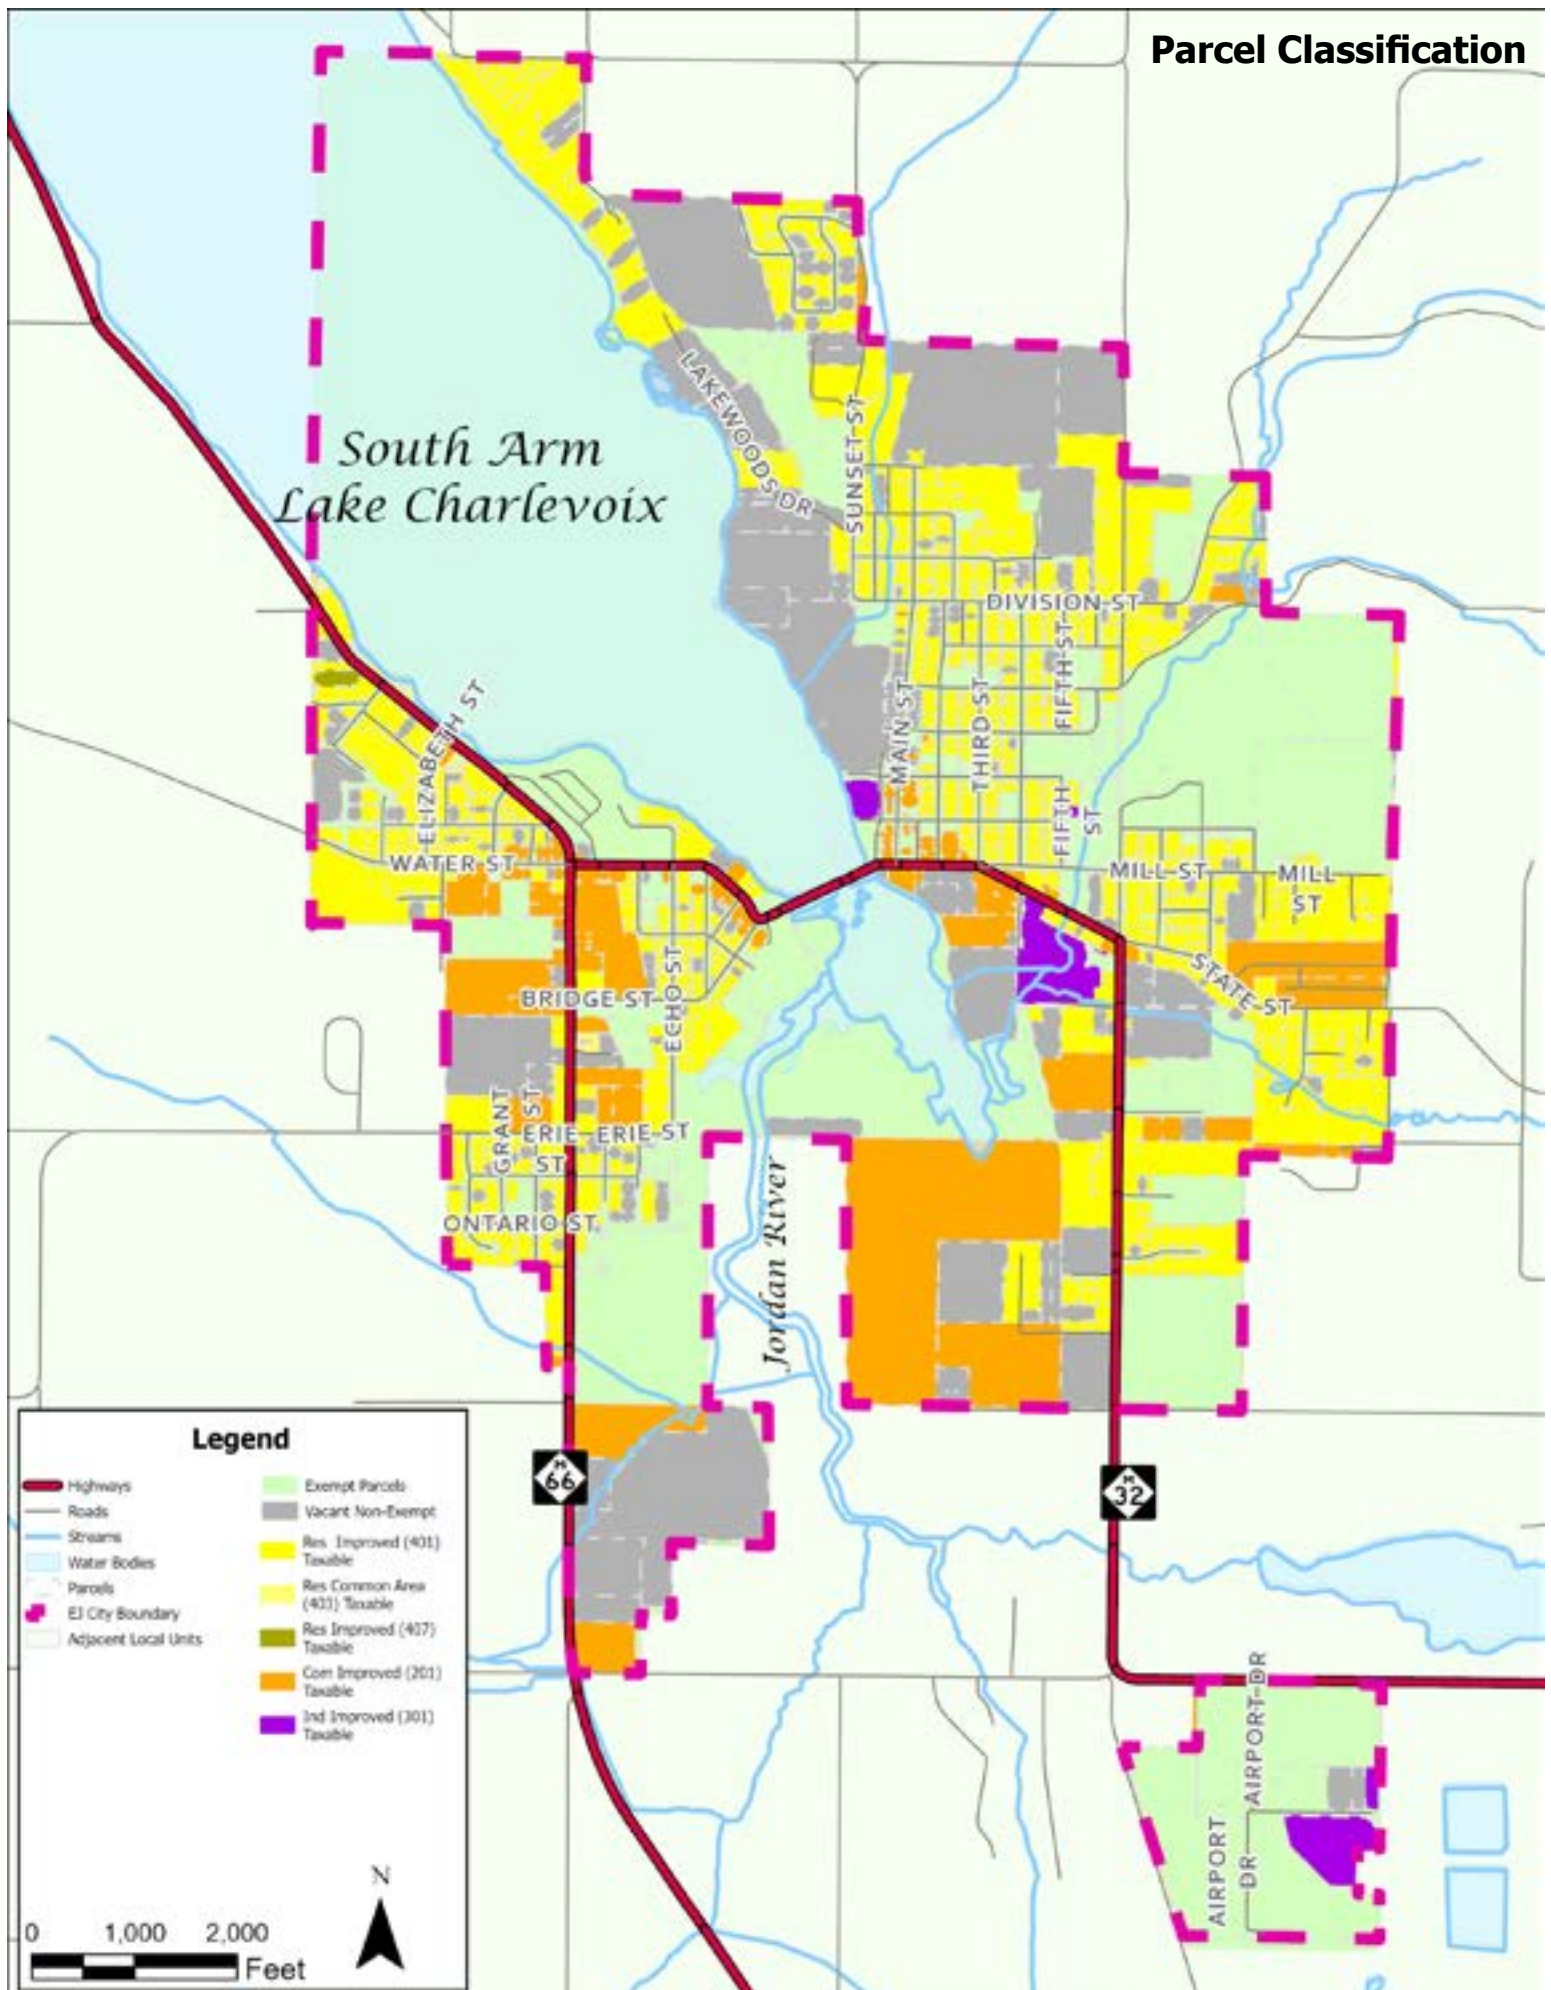 Parcel Classification
South Arm
Lake Charlevoix
LAKEWOODS DR
SUNSET ST
DIVISION ST
FIFTH ST
MAIN ST
THIRD ST
ELIZABETH ST
FIFTH
ST
WATER ST
MILL ST
MILL
ST
STATE ST
BRIDGE ST
ECHO ST
GRANT
ST
ERIE
ST
ERIE ST
ONTARIO ST
Jordan River
M
66
M
32
AIRPORT DR
AIRPORT
DR
Legend
Highways
Roads
Streams
Water Bodies
Parcels
EJ City Boundary
Adjacent Local Units
Exempt Parcels
Vacant Non-Exempt
Res Improved (401)
Taxable
Res Common Area
(403) Taxable
Res Improved (407)
Taxable
Com Improved (201)
Taxable
Ind Improved (301)
Taxable
N
0 1,000 2,000
Feet